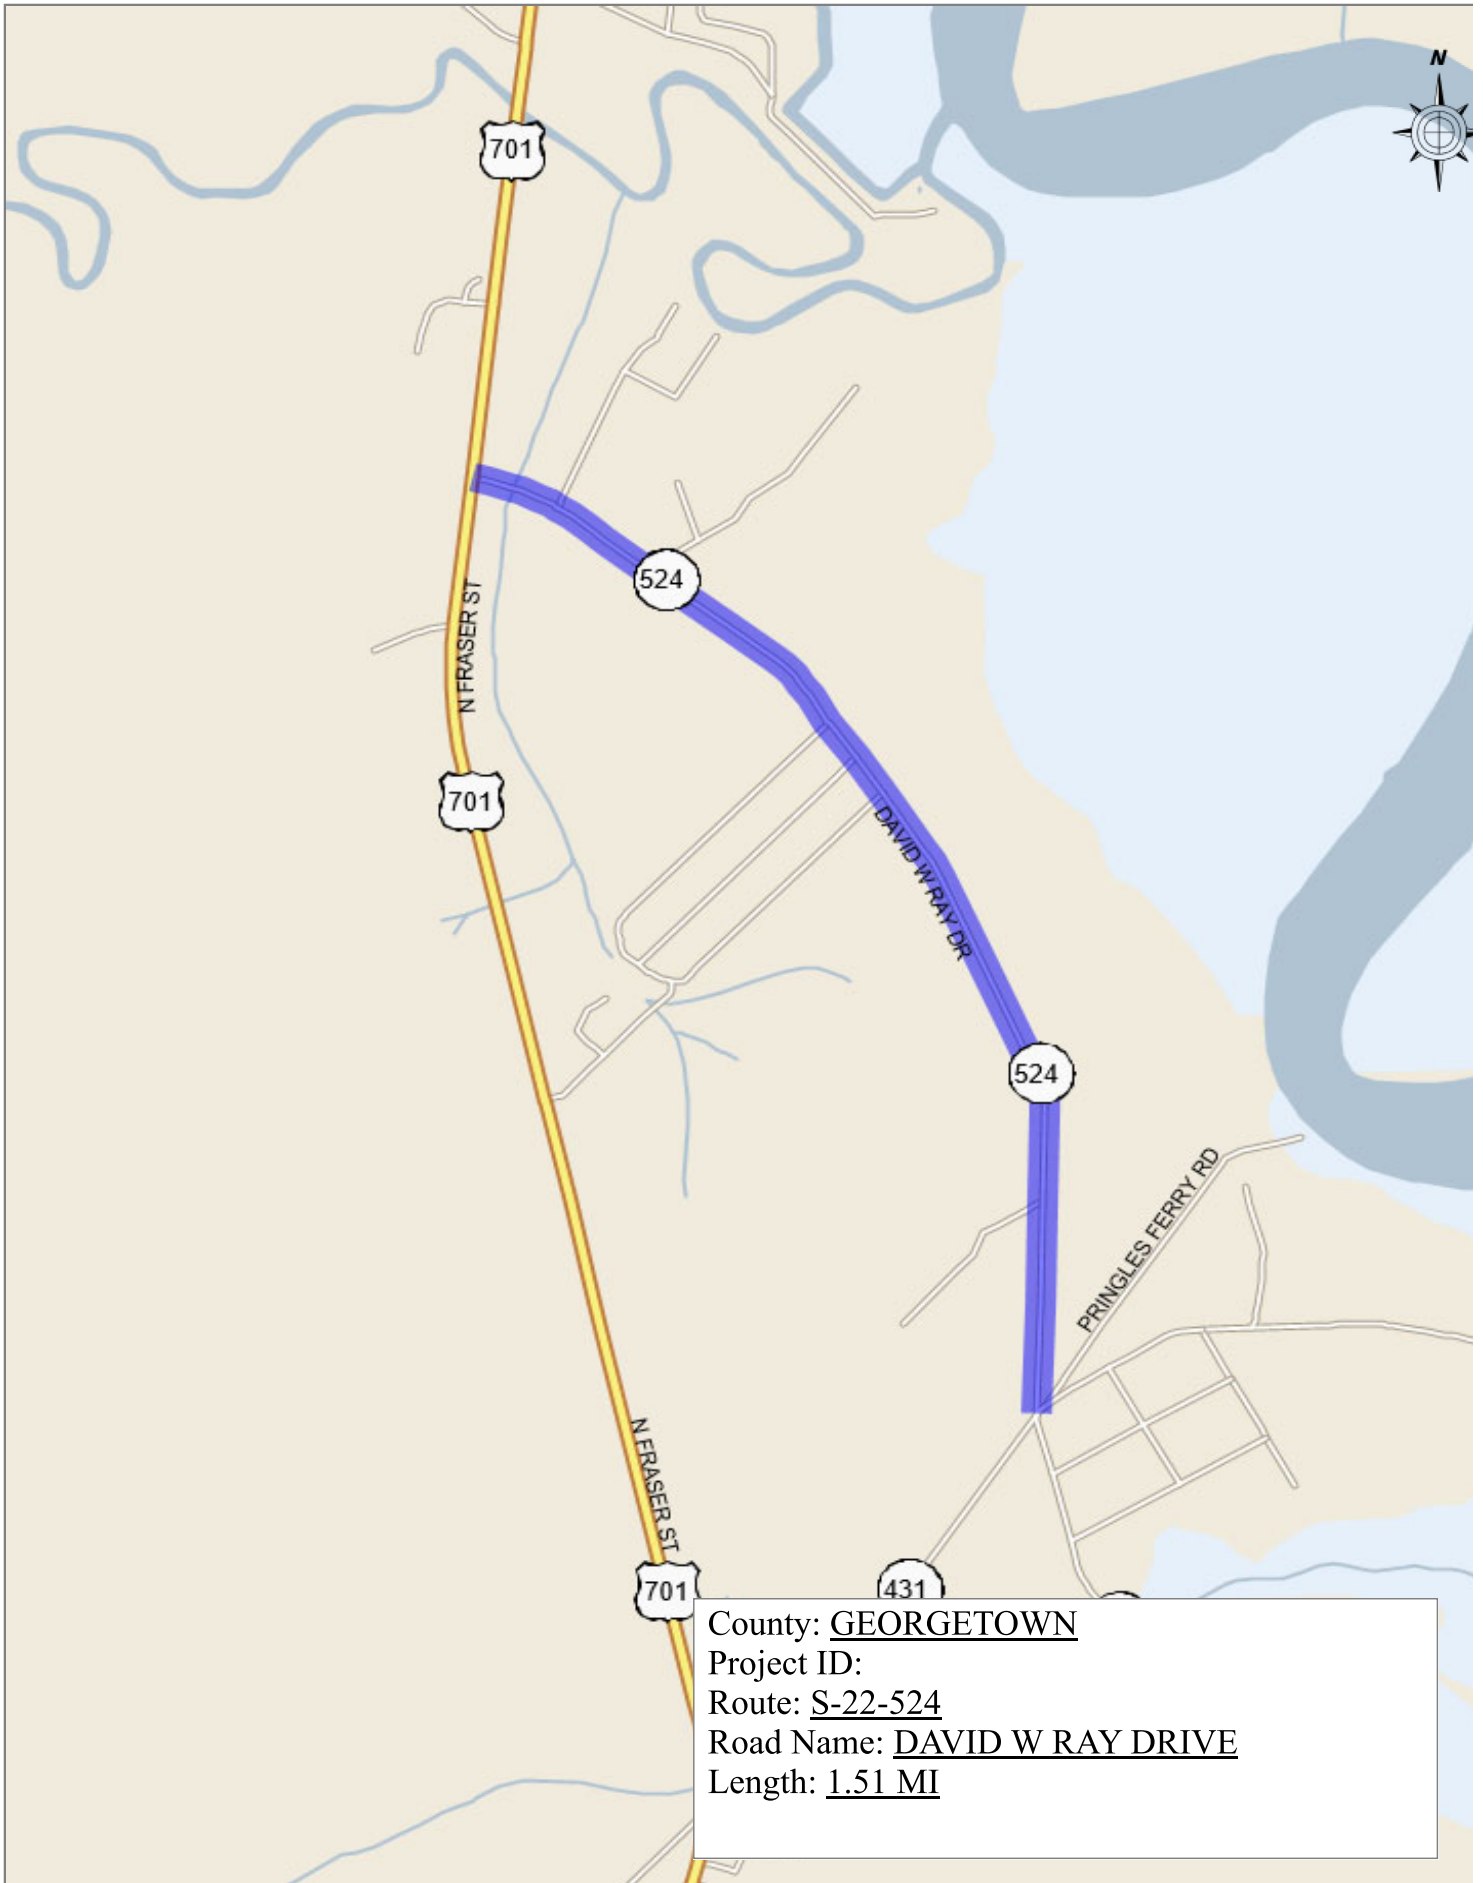 N
701
524
N FRASER ST
701
DAVID W RAY DR
524
PRINGLES FERRY RD
N FRASER ST
701
431
County: GEORGETOWN
Project ID:
Route: S-22-524
Road Name: DAVID W RAY DRIVE
Length: 1.51 MI